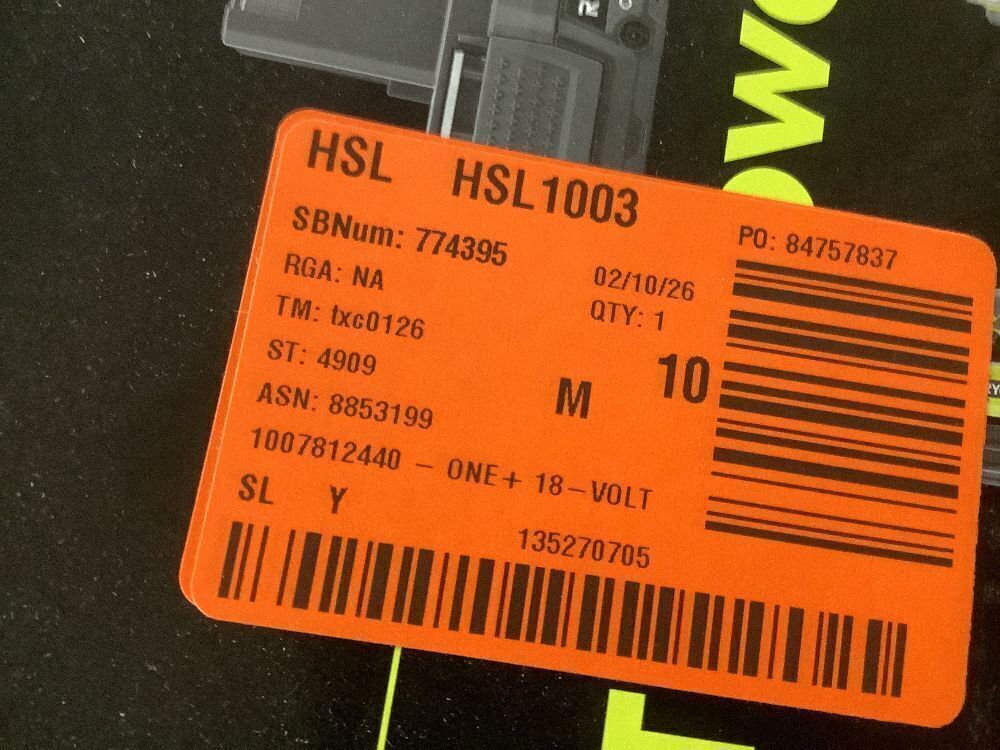 HSL HSL1003
SBNum: 774395
PO: 84757837
RGA: NA
02/10/26
TM: txc0126
QTY: 1
ST: 4909
M 10
ASN: 8853199
1007812440 - ONE+ 18-VOLT
SL Y
135270705